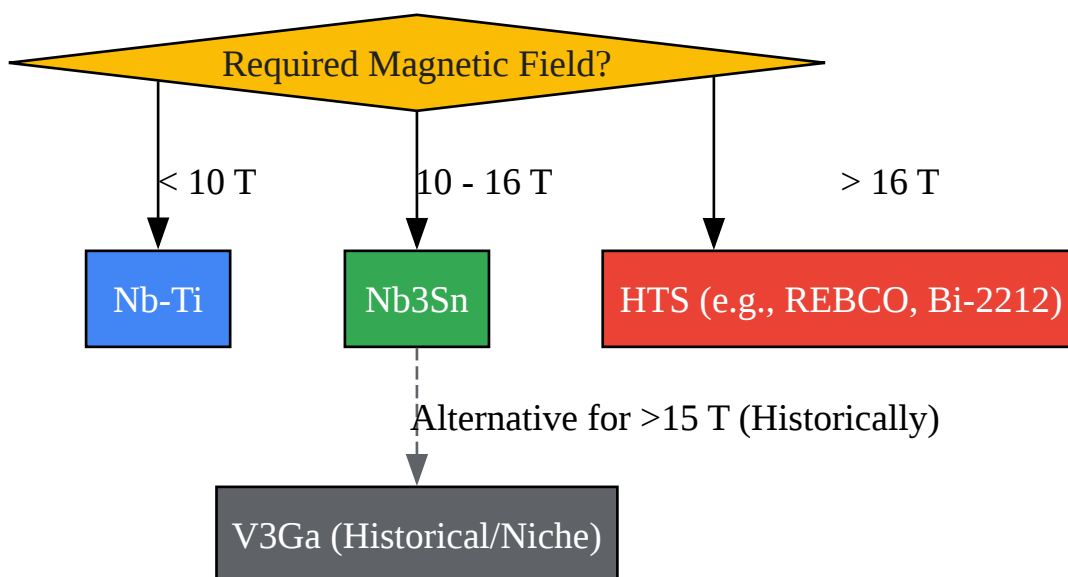 Required Magnetic Field?
< 10 T
10 - 16 T
> 16 T
Nb-Ti
Nb3Sn
HTS (e.g., REBCO, Bi-2212)
Alternative for >15 T (Historically)
V3Ga (Historical/Niche)